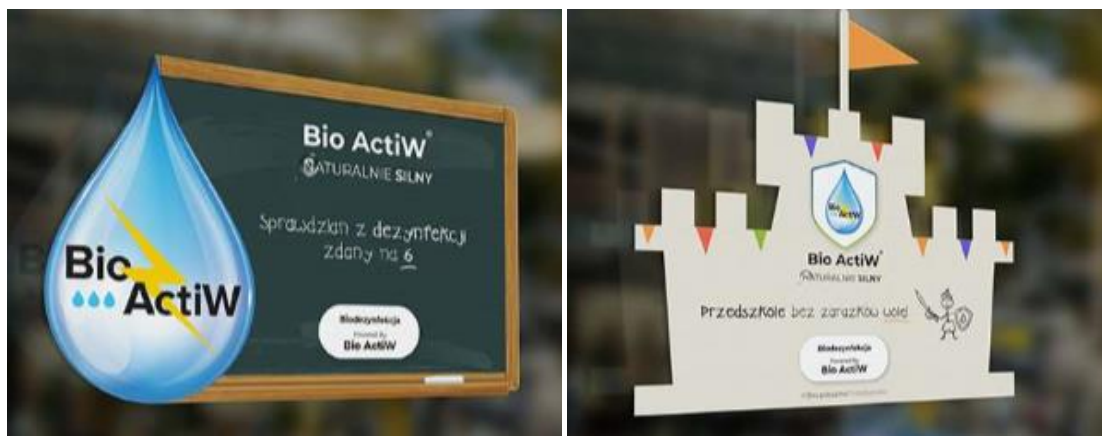 Bio
ActiW
Bio ActiW®
NATURALNIE SILNY
Sprawdzian z dezynfekcji
zdany na 6
Biodezynfekcja
Powered By
Bio ActiW
Bio
ActiW
Bio ActiW®
NATURALNIE SILNY
Przedszkole bez zarazków wolę!
Biodezynfekcja
Powered By
Bio ActiW